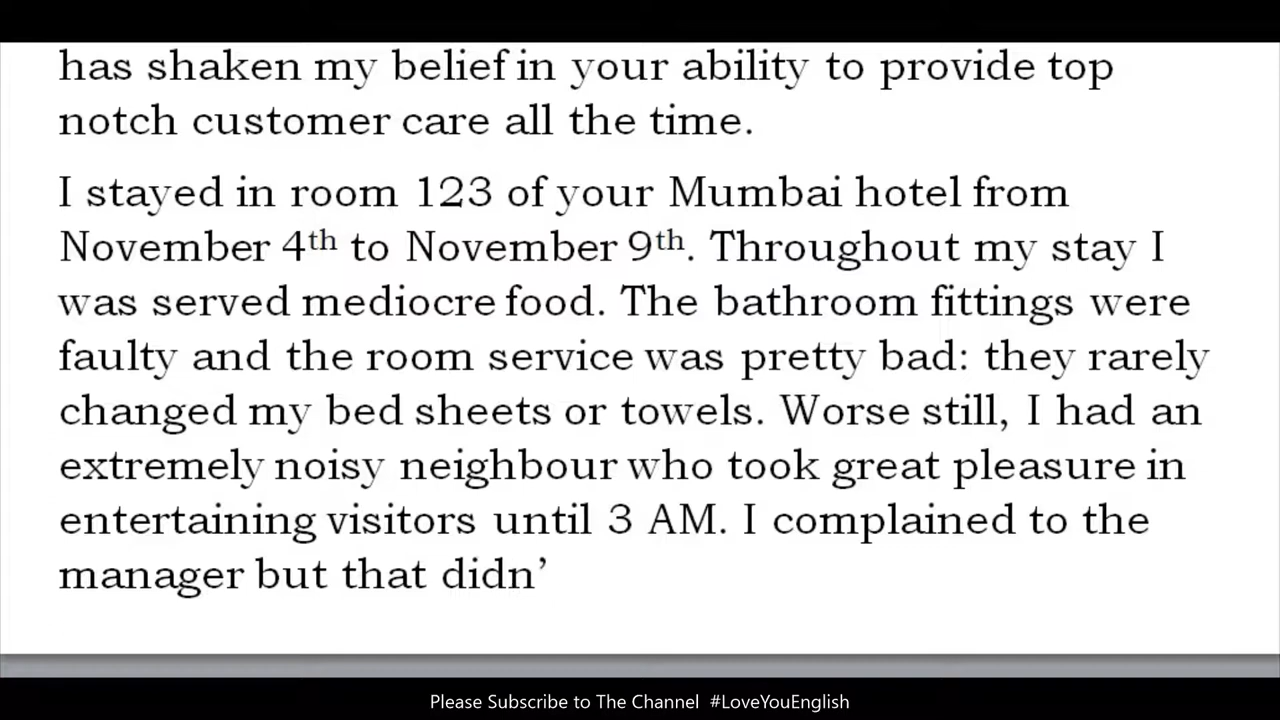 has shaken my belief in your ability to provide top
notch customer care all the time.
I stayed in room 123 of your Mumbai hotel from
November 4th to November 9th. Throughout my stay I
was served mediocre food. The bathroom fittings were
faulty and the room service was pretty bad: they rarely
changed my bed sheets or towels. Worse still, I had an
extremely noisy neighbour who took great pleasure in
entertaining visitors until 3 AM. I complained to the
manager but that didn’
Please Subscribe to The Channel #LoveYouEnglish